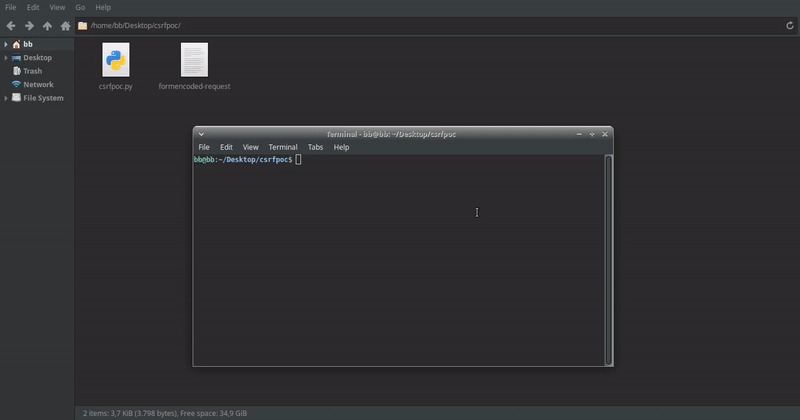 File Edit View Go Help
/home/bb/Desktop/csrfpoc/
bb
Desktop
Trash
Network
File System
csrfpoc.py
formencoded-request
Terminal - bb@bb: ~/Desktop/csrfpoc
File Edit View Terminal Tabs Help
bb@bb:~/Desktop/csrfpoc$
2 items: 3,7 KiB (3.798 bytes), Free space: 34,9 GiB